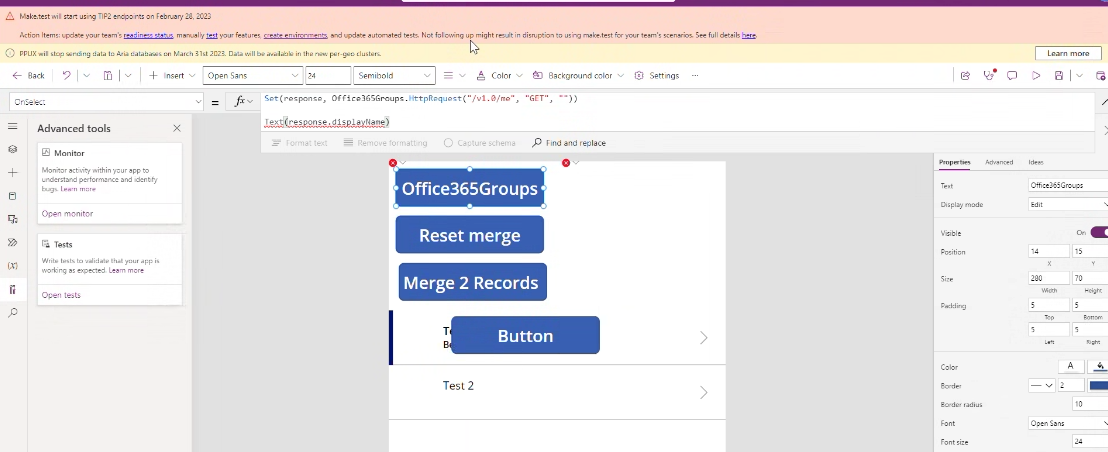 Make.test will start using TIP2 endpoints on February 28, 2023
Action Items: update your team's readiness status, manually test your features, create environments, and update automated tests. Not following up might result in disruption to using make.test for your team's scenarios. See full details here.
PPUX will stop sending data to Aria databases on March 31st 2023. Data will be available in the new per-geo clusters.
Learn more
Back
Insert
Open Sans
24
Semibold
Color
Background color
Settings
OnSelect
=
fx
Set(response, Office365Groups.HttpRequest("/v1.0/me", "GET", ""))
Text(response.displayName)
Format text
Remove formatting
Capture schema
Find and replace
Advanced tools
Monitor
Monitor activity within your app to
understand performance and identify
bugs. Learn more
Open monitor
Tests
Write tests to validate that your app is
working as expected. Learn more
Open tests
Office365Groups
Reset merge
Merge 2 Records
Button
Test 2
Properties
Advanced
Ideas
Text
Office365Groups
Display mode
Edit
Visible
On
Position
14
15
X
Y
Size
280
70
Width
Height
Padding
5
5
Top
Bottom
5
5
Left
Right
Color
A
Border
2
Border radius
10
Font
Open Sans
Font size
24